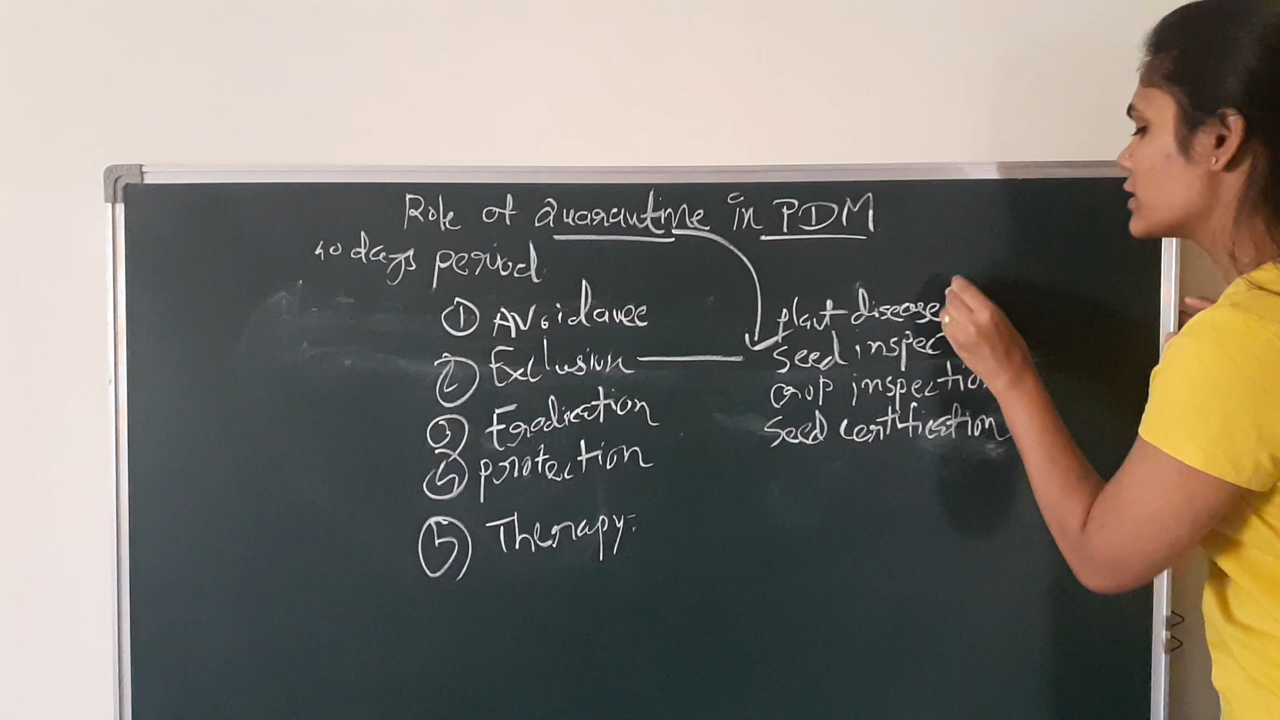 Role of Quarantine in PDM
40 days period
① Avoidance
② Exclusion
③ Eradication
④ protection
⑤ Therapy:
plant disease
seed inspec
crop inspection
seed certification